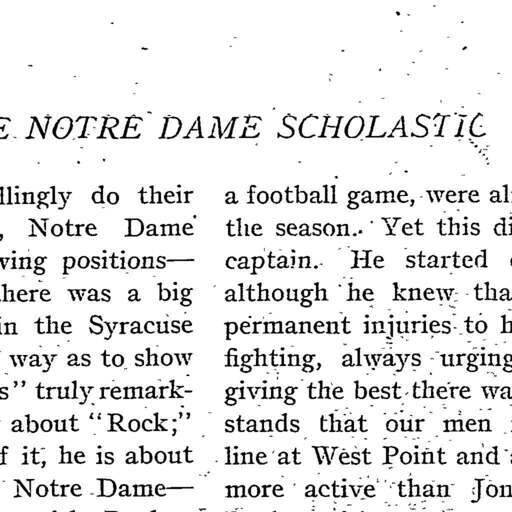 NOTRE DAME SCHOLASTIC
llingly do their
, Notre Dame
wing positions—
here was a big
in the Syracuse
way as to show
s" truly remark-
about "Rock;"
f it, he is about
Notre Dame—
a football game, were al
the season. Yet this di
captain. He started
although he knew tha
permanent injuries to h
fighting, always urging
giving the best there wa
stands that our men
line at West Point and a
more active than Jon